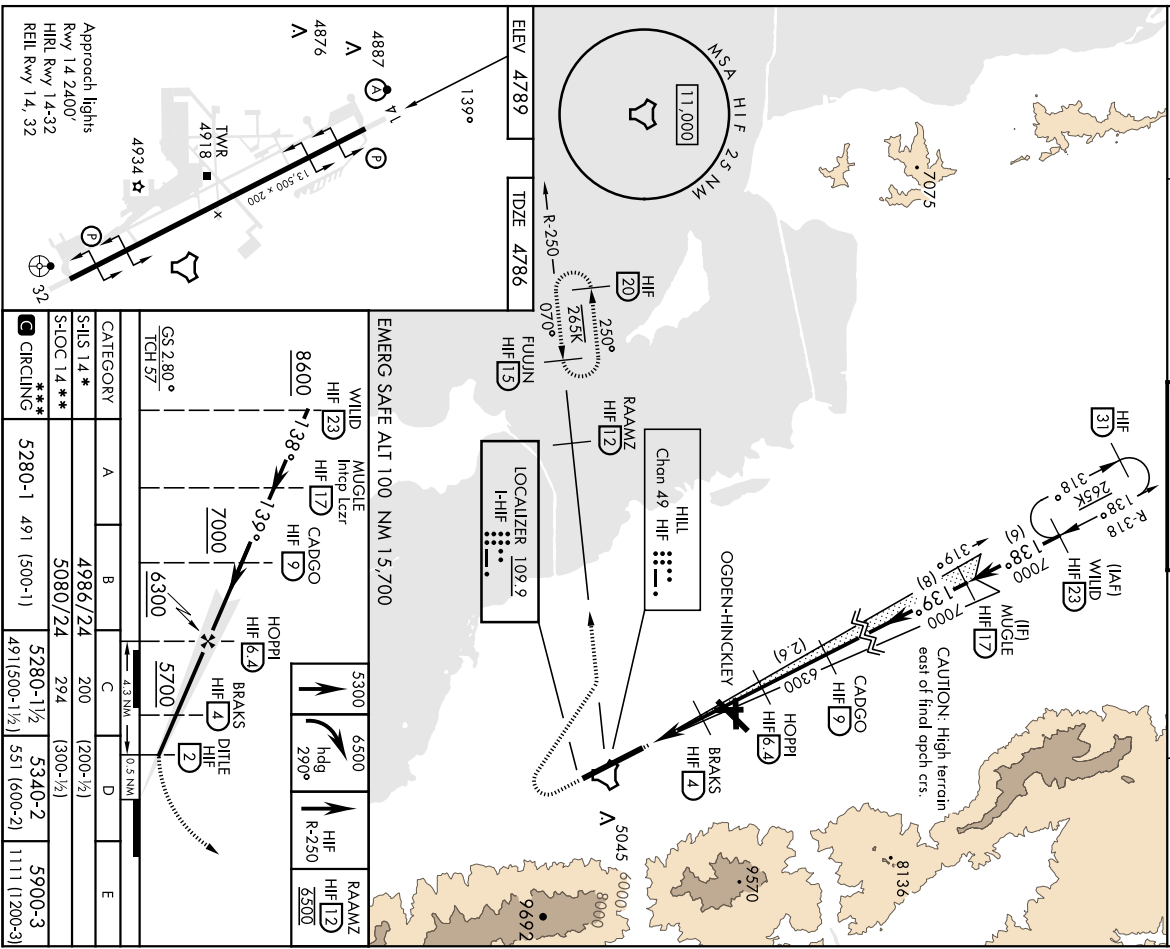 MSA HIF 25 NM
11,000
7075
HIF
31
318°
265K
138°
R-318
(IAF)
WILID
HIF 23
7000
138°
(6)
(IF)
MUGLE
HIF 17
319°
(8)
139°
7000
CAUTION: High terrain
east of final apch crs.
CADGO
HIF 9
(2.6)
6300
HOPPI
HIF 6.4
OGDEN-HINCKLEY
BRAKS
HIF 4
HILL
Chan 49 HIF
LOCALIZER 109.9
I-HIF
R-250
HIF
20
250°
265K
070°
FUUJN
HIF 15
RAAMZ
HIF 12
5045
6000
8000
8136
9570
9692
EMERG SAFE ALT 100 NM 15,700
ELEV 4789
TDZE 4786
139°
4887
4876
A
14
P
TWR
4918
4934
13,500 x 200
X
P
32
Approach lights
Rwy 14 2400'
HIRL Rwy 14-32
REIL Rwy 14, 32
5300
6500
hdg
290°
HIF
R-250
RAAMZ
HIF 12
6500
WILID
HIF 23
MUGLE
Intcp Lczr
HIF 17
CADGO
HIF 9
HOPPI
HIF 6.4
BRAKS
HIF 4
DTTLE
HIF
2
8600
138°
139°
7000
6300
5700
GS 2.80°
TCH 57
4.3 NM
0.5 NM
CATEGORY A B C D E
S-ILS 14 * 4986/24 200 (200-½)
S-LOC 14 ** 5080/24 294 (300-½)
***
C CIRCLING 5280-1 491 (500-1) 5280-1½ 491(500-1½) 5340-2 551 (600-2) 5900-3 1111 (1200-3)